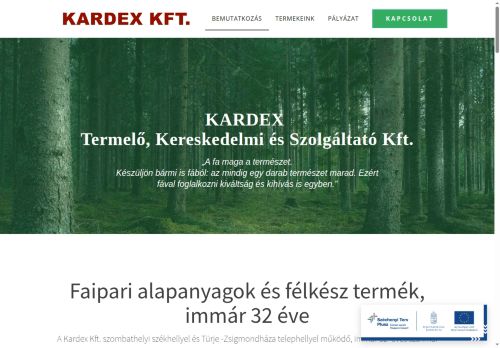 KARDEX KFT.
BEMUTATKOZÁS
TERMEKEINK
PÁLYÁZAT
KAPCSOLAT
KARDEX
Termelő, Kereskedelmi és Szolgáltató Kft.
„A fa maga a természet.
Készüljön bármi is fából: az mindig egy darab természet marad. Ezért
fával foglalkozni kiváltság és kihívás is egyben."
Faipari alapanyagok és félkész termék,
immár 32 éve
A Kardex Kft. szombathelyi székhellyel és Türje -Zsigmondháza telephellyel működő,
Széchenyi Terv
Plusz